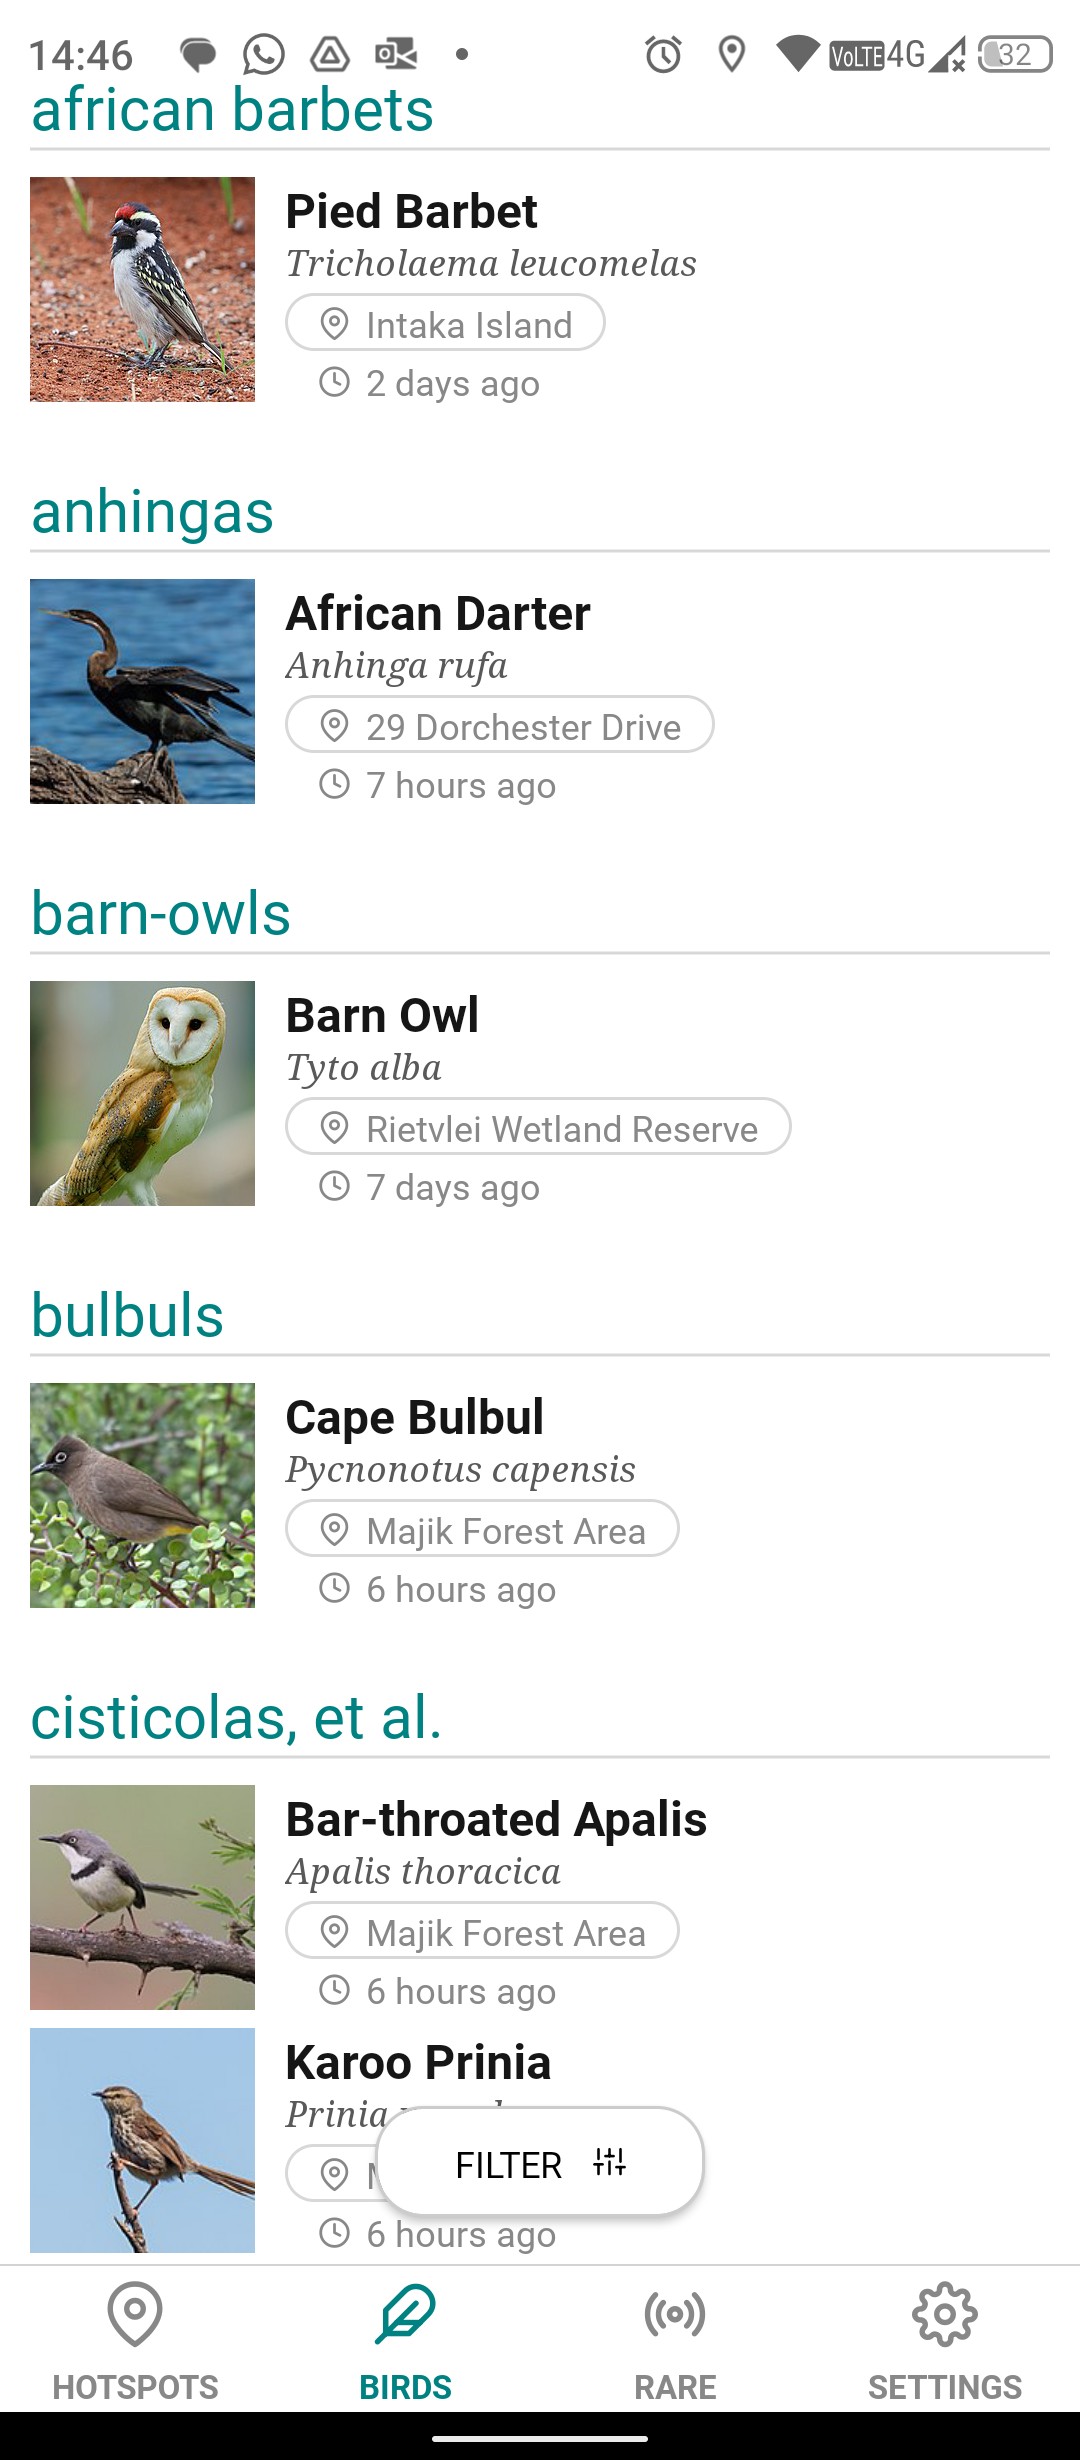 14:46
VoLTE 4G 32
african barbets
Pied Barbet
Tricholaema leucomelas
Intaka Island
2 days ago
anhingas
African Darter
Anhinga rufa
29 Dorchester Drive
7 hours ago
barn-owls
Barn Owl
Tyto alba
Rietvlei Wetland Reserve
7 days ago
bulbuls
Cape Bulbul
Pycnonotus capensis
Majik Forest Area
6 hours ago
cisticolas, et al.
Bar-throated Apalis
Apalis thoracica
Majik Forest Area
6 hours ago
Karoo Prinia
Prinia
FILTER
6 hours ago
HOTSPOTS
BIRDS
RARE
SETTINGS